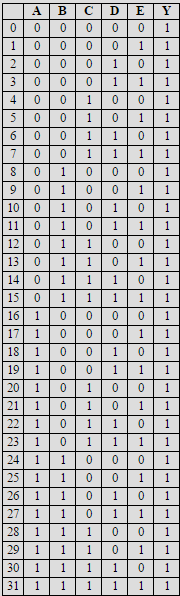 A B C D E Y
0 0 0 0 0 0 1
1 0 0 0 0 1 1
2 0 0 0 1 0 1
3 0 0 0 1 1 1
4 0 0 1 0 0 1
5 0 0 1 0 1 1
6 0 0 1 1 0 1
7 0 0 1 1 1 1
8 0 1 0 0 0 1
9 0 1 0 0 1 1
10 0 1 0 1 0 1
11 0 1 0 1 1 1
12 0 1 1 0 0 1
13 0 1 1 0 1 1
14 0 1 1 1 0 1
15 0 1 1 1 1 1
16 1 0 0 0 0 1
17 1 0 0 0 1 1
18 1 0 0 1 0 1
19 1 0 0 1 1 1
20 1 0 1 0 0 1
21 1 0 1 0 1 1
22 1 0 1 1 0 1
23 1 0 1 1 1 1
24 1 1 0 0 0 1
25 1 1 0 0 1 1
26 1 1 0 1 0 1
27 1 1 0 1 1 1
28 1 1 1 0 0 1
29 1 1 1 0 1 1
30 1 1 1 1 0 1
31 1 1 1 1 1 1